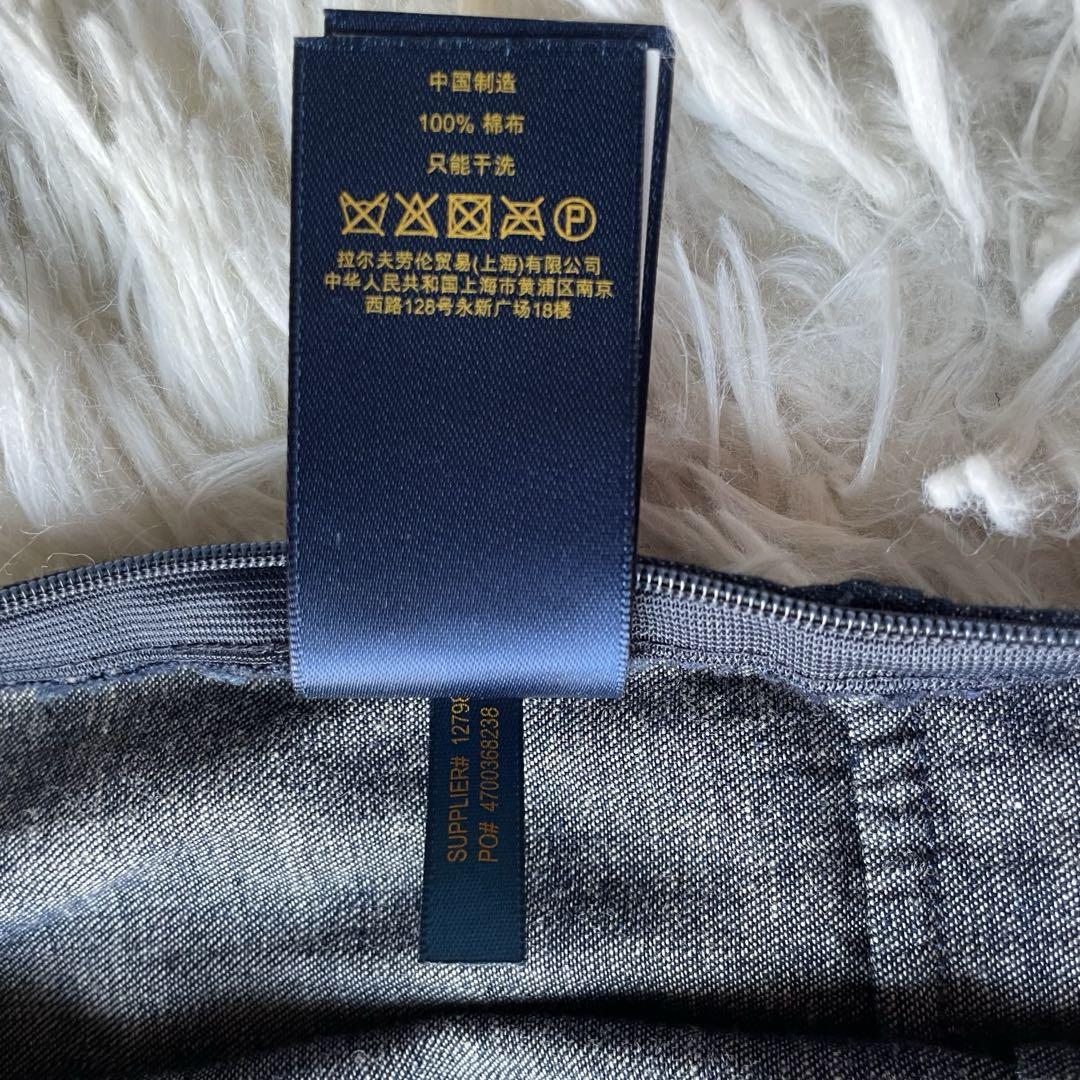 中国制造
100% 棉布
只能干洗
拉尔夫劳伦贸易(上海)有限公司
中华人民共和国上海市黄浦区南京
西路128号永新广场18楼
SUPPLIER#
PO# 4700368238